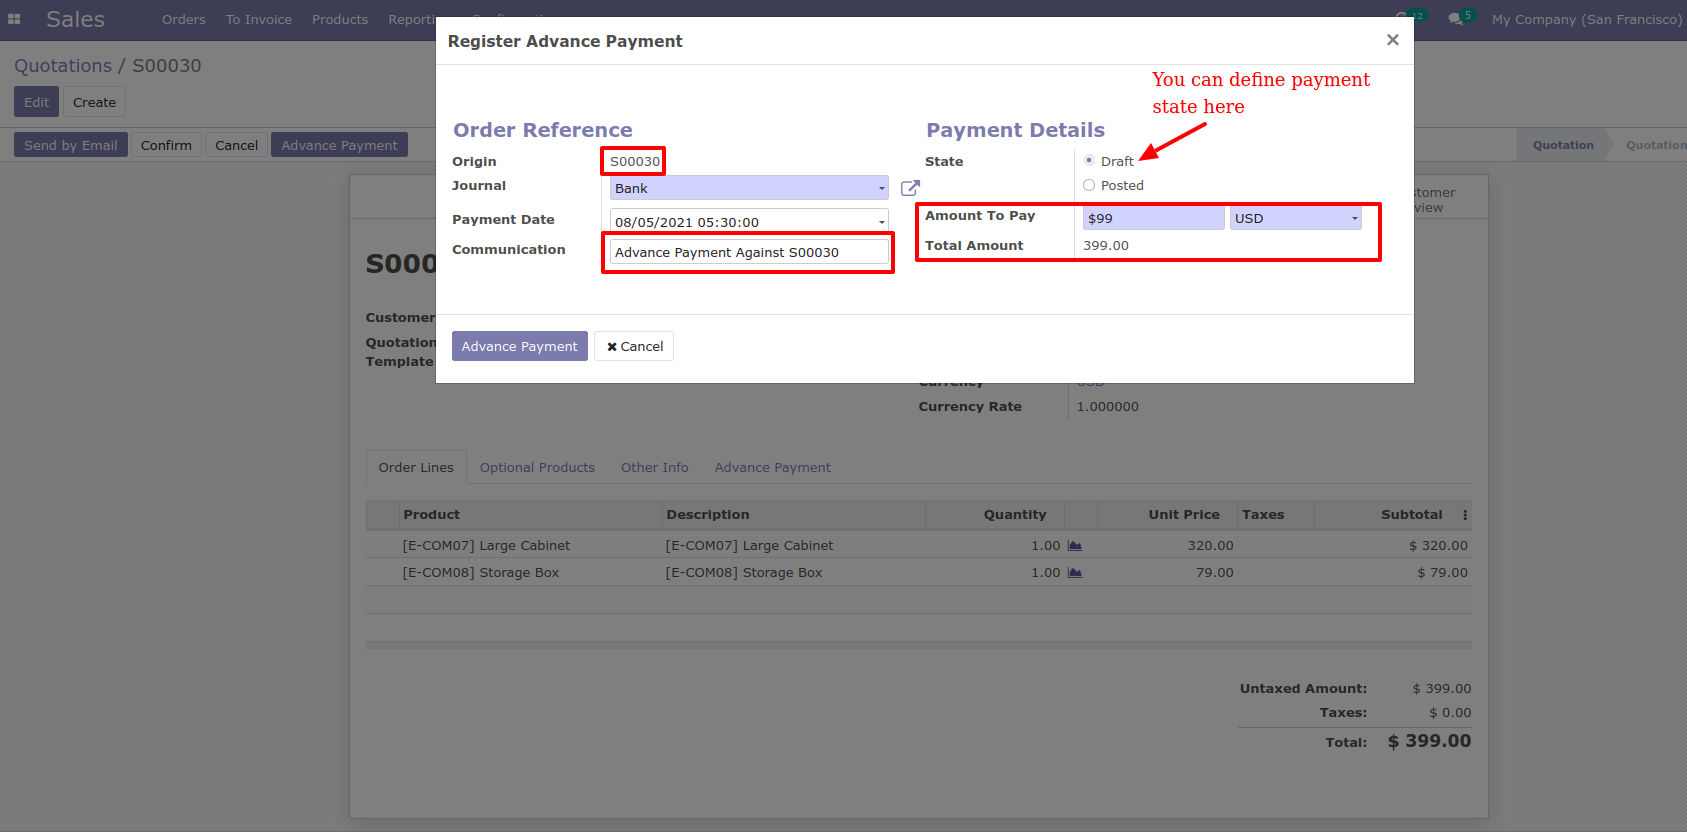 Sales
Orders To Invoice Products 12 5 My Company (San Francisco)
Quotations / S00030
Edit Create
Send by Email Confirm Cancel Advance Payment
Quotation Quotation
Register Advance Payment
You can define payment
state here
Order Reference
Origin S00030
Journal Bank
Payment Date 08/05/2021 05:30:00
Communication Advance Payment Against S00030
Payment Details
State Draft
Posted
Amount To Pay $99 USD
Total Amount 399.00
Advance Payment Cancel
Customer
Quotation
Template
Currency USD
Currency Rate 1.000000
Order Lines Optional Products Other Info Advance Payment
Product Description Quantity Unit Price Taxes Subtotal
[E-COM07] Large Cabinet [E-COM07] Large Cabinet 1.00 320.00 $ 320.00
[E-COM08] Storage Box [E-COM08] Storage Box 1.00 79.00 $ 79.00
Untaxed Amount: $ 399.00
Taxes: $ 0.00
Total: $ 399.00